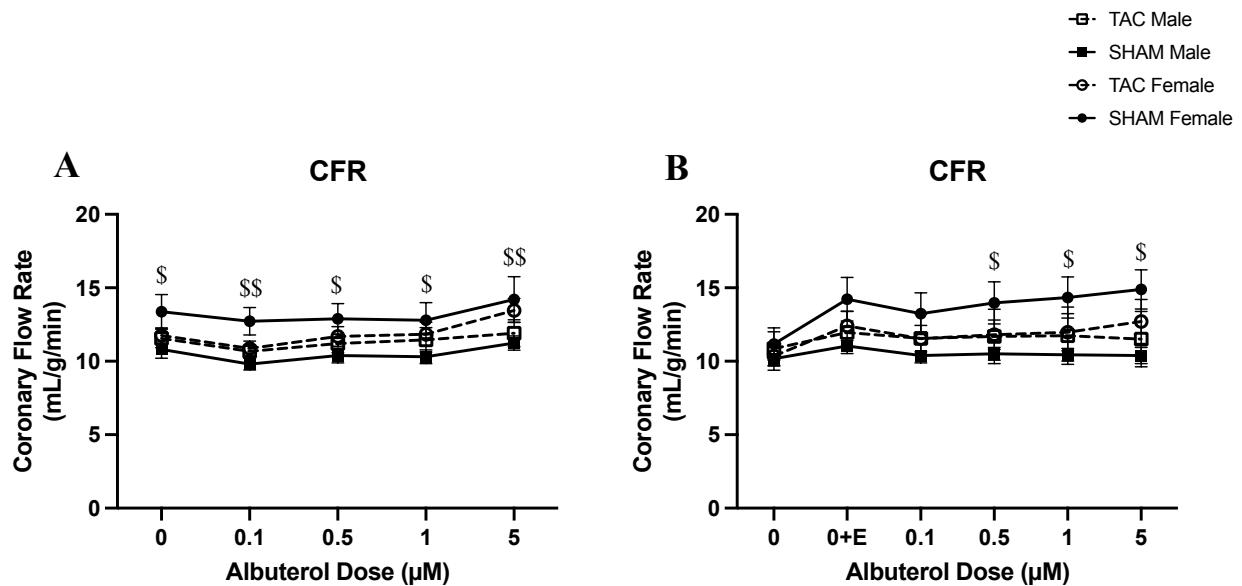 TAC Male
SHAM Male
TAC Female
SHAM Female
A
CFR
Coronary Flow Rate
(mL/g/min)
20
15
10
5
0
$
$$
$
$
$$
0 0.1 0.5 1 5
Albuterol Dose (µM)
B
CFR
Coronary Flow Rate
(mL/g/min)
20
15
10
5
0
$
$
$
0 0+E 0.1 0.5 1 5
Albuterol Dose (µM)